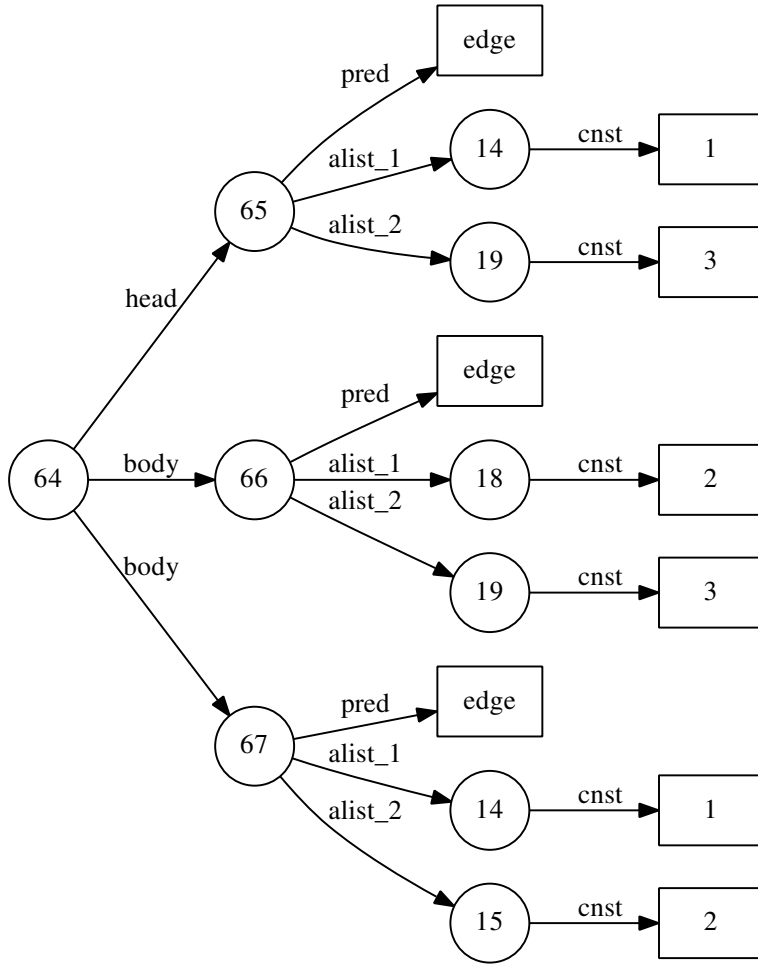 edge
pred
14
cnst
1
alist_1
65
alist_2
19
cnst
3
head
edge
pred
64
body
66
alist_1
18
cnst
2
alist_2
19
cnst
3
body
edge
pred
67
alist_1
14
cnst
1
alist_2
15
cnst
2